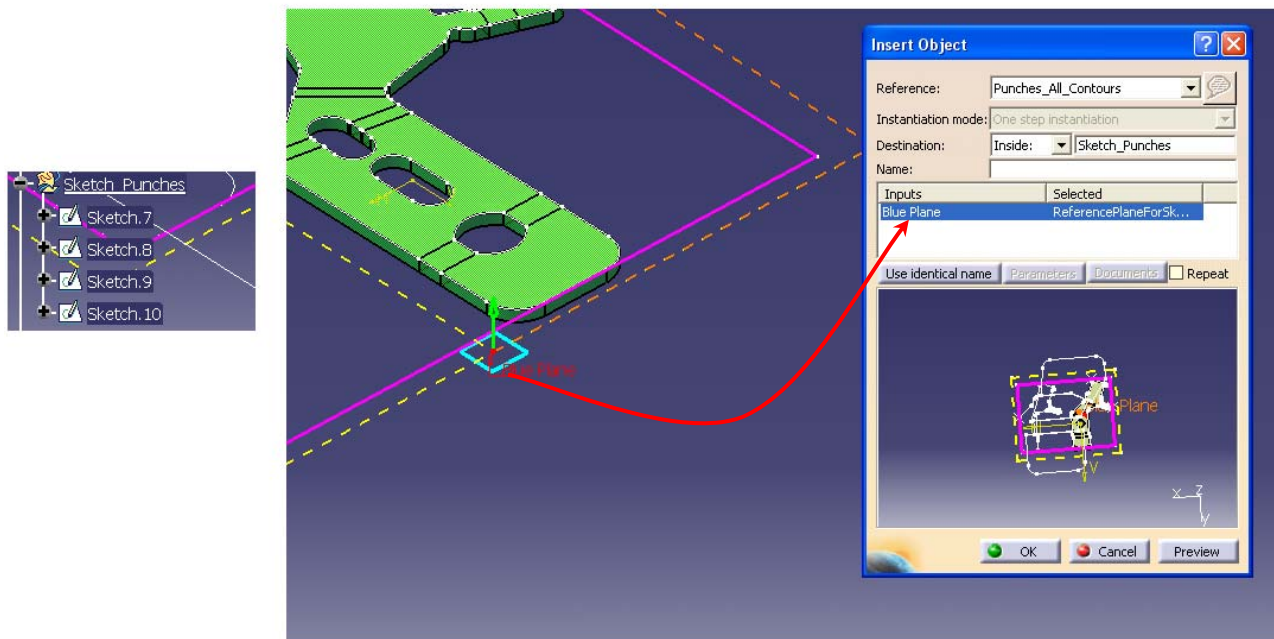 Sketch_Punches
Sketch.7
Sketch.8
Sketch.9
Sketch.10
Blue Plane
Insert Object
Reference: Punches_All_Contours
Instantiation mode: One step instantiation
Destination: Inside: Sketch_Punches
Name:
Inputs Selected
Blue Plane ReferencePlaneForSk...
Use identical name Parameters Documents Repeat
Plane
V
x z
y
OK Cancel Preview